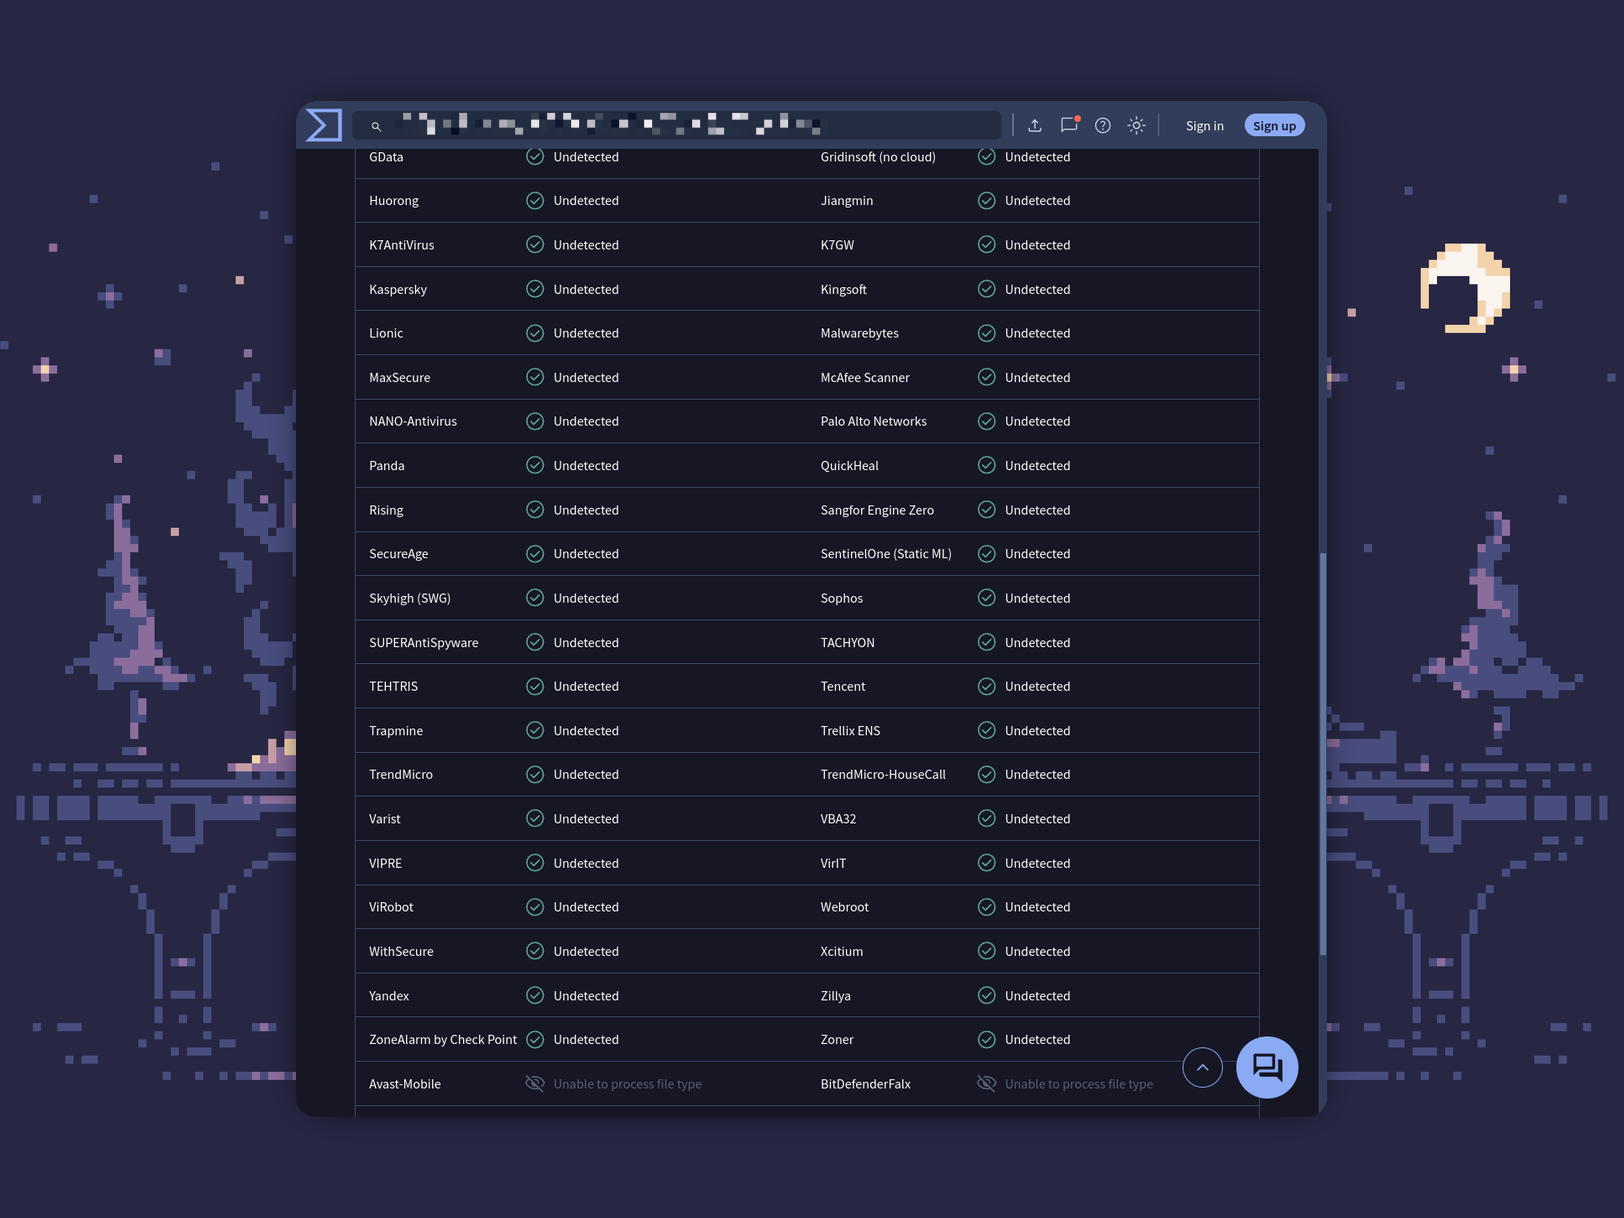 Sign in Sign up
GData Undetected Gridinsoft (no cloud) Undetected
Huorong Undetected Jiangmin Undetected
K7AntiVirus Undetected K7GW Undetected
Kaspersky Undetected Kingsoft Undetected
Lionic Undetected Malwarebytes Undetected
MaxSecure Undetected McAfee Scanner Undetected
NANO-Antivirus Undetected Palo Alto Networks Undetected
Panda Undetected QuickHeal Undetected
Rising Undetected Sangfor Engine Zero Undetected
SecureAge Undetected SentinelOne (Static ML) Undetected
Skyhigh (SWG) Undetected Sophos Undetected
SUPERAntiSpyware Undetected TACHYON Undetected
TEHTRIS Undetected Tencent Undetected
Trapmine Undetected Trellix ENS Undetected
TrendMicro Undetected TrendMicro-HouseCall Undetected
Varist Undetected VBA32 Undetected
VIPRE Undetected VirIT Undetected
ViRobot Undetected Webroot Undetected
WithSecure Undetected Xcitium Undetected
Yandex Undetected Zillya Undetected
ZoneAlarm by Check Point Undetected Zoner Undetected
Avast-Mobile Unable to process file type BitDefenderFalx Unable to process file type